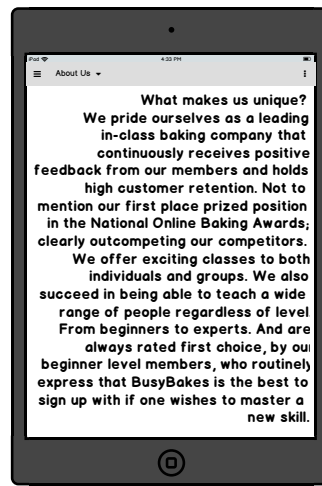 iPod
4:33 PM
About Us
What makes us unique?
We pride ourselves as a leading
in-class baking company that
continuously receives positive
feedback from our members and holds
high customer retention. Not to
mention our first place prized position
in the National Online Baking Awards;
clearly outcompeting our competitors.
We offer exciting classes to both
individuals and groups. We also
succeed in being able to teach a wide
range of people regardless of level
From beginners to experts. And are
always rated first choice, by our
beginner level members, who routinely
express that BusyBakes is the best to
sign up with if one wishes to master a
new skill.